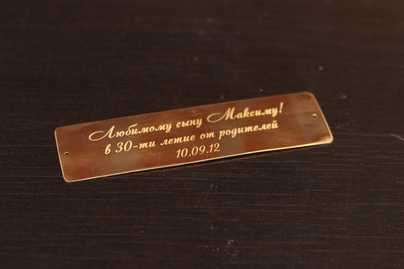 Любимому сыну Максиму!
в 30-ти летие от родителей
10.09.12.